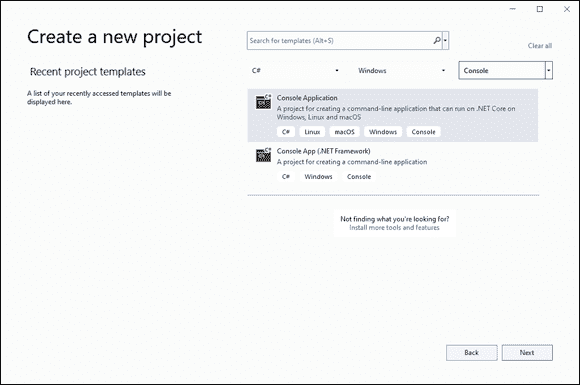 Create a new project
Search for templates (Alt+S)
Clear all
Recent project templates
C#
Windows
Console
A list of your recently accessed templates will be
displayed here.
Console Application
A project for creating a command-line application that can run on .NET Core on
Windows, Linux and macOS
C# Linux macOS Windows Console
Console App (.NET Framework)
A project for creating a command-line application
C# Windows Console
Not finding what you're looking for?
Install more tools and features
Back
Next